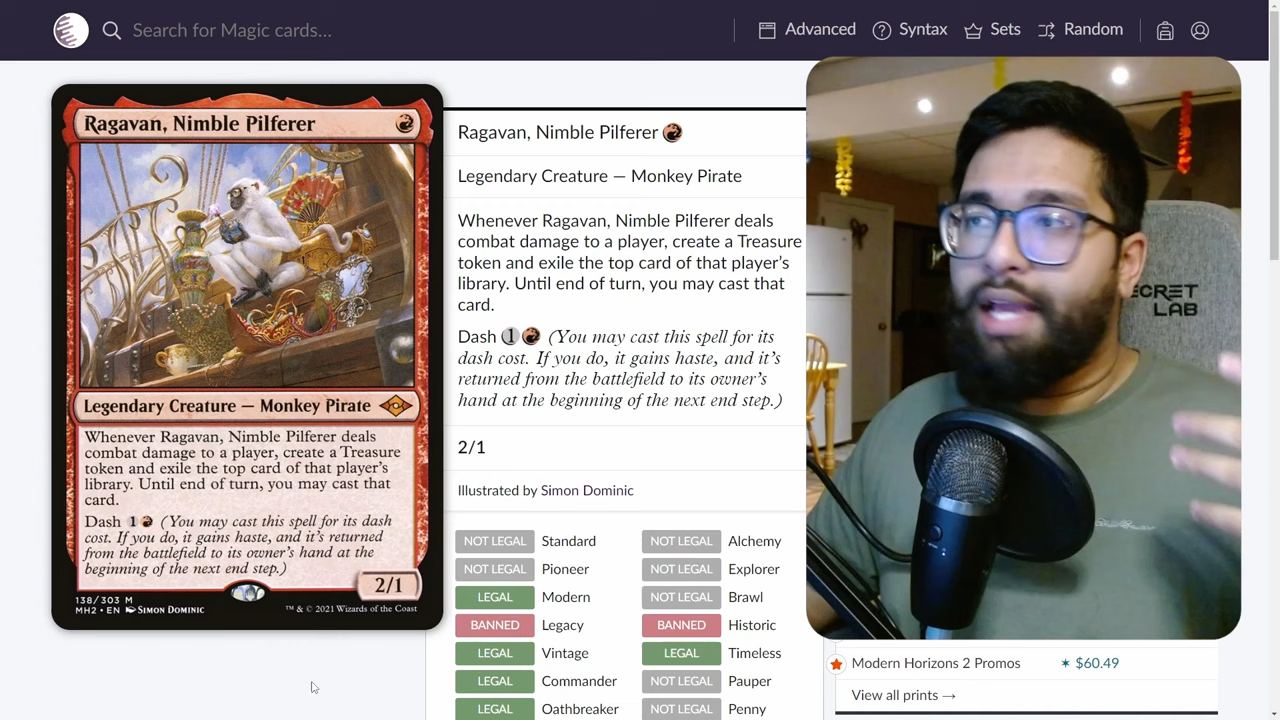 Search for Magic cards...
Advanced
Syntax
Sets
Random
Ragavan, Nimble Pilferer
Legendary Creature — Monkey Pirate
Whenever Ragavan, Nimble Pilferer deals
combat damage to a player, create a Treasure
token and exile the top card of that player's
library. Until end of turn, you may cast that
card.
Dash 1 (You may cast this spell for its dash
cost. If you do, it gains haste, and it's returned
from the battlefield to its owner's hand at the
beginning of the next end step.)
2/1
138/303 M
MH2 • EN Simon Dominic
™ & © 2021 Wizards of the Coast
Ragavan, Nimble Pilferer
Legendary Creature — Monkey Pirate
Whenever Ragavan, Nimble Pilferer deals
combat damage to a player, create a Treasure
token and exile the top card of that player's
library. Until end of turn, you may cast that
card.
Dash 1 (You may cast this spell for its
dash cost. If you do, it gains haste, and it's
returned from the battlefield to its owner's
hand at the beginning of the next end step.)
2/1
Illustrated by Simon Dominic
NOT LEGAL Standard NOT LEGAL Alchemy
NOT LEGAL Pioneer NOT LEGAL Explorer
LEGAL Modern NOT LEGAL Brawl
BANNED Legacy BANNED Historic
LEGAL Vintage LEGAL Timeless
LEGAL Commander NOT LEGAL Pauper
LEGAL Oathbreaker NOT LEGAL Penny
ECRET
LAB
Modern Horizons 2 Promos $60.49
View all prints →